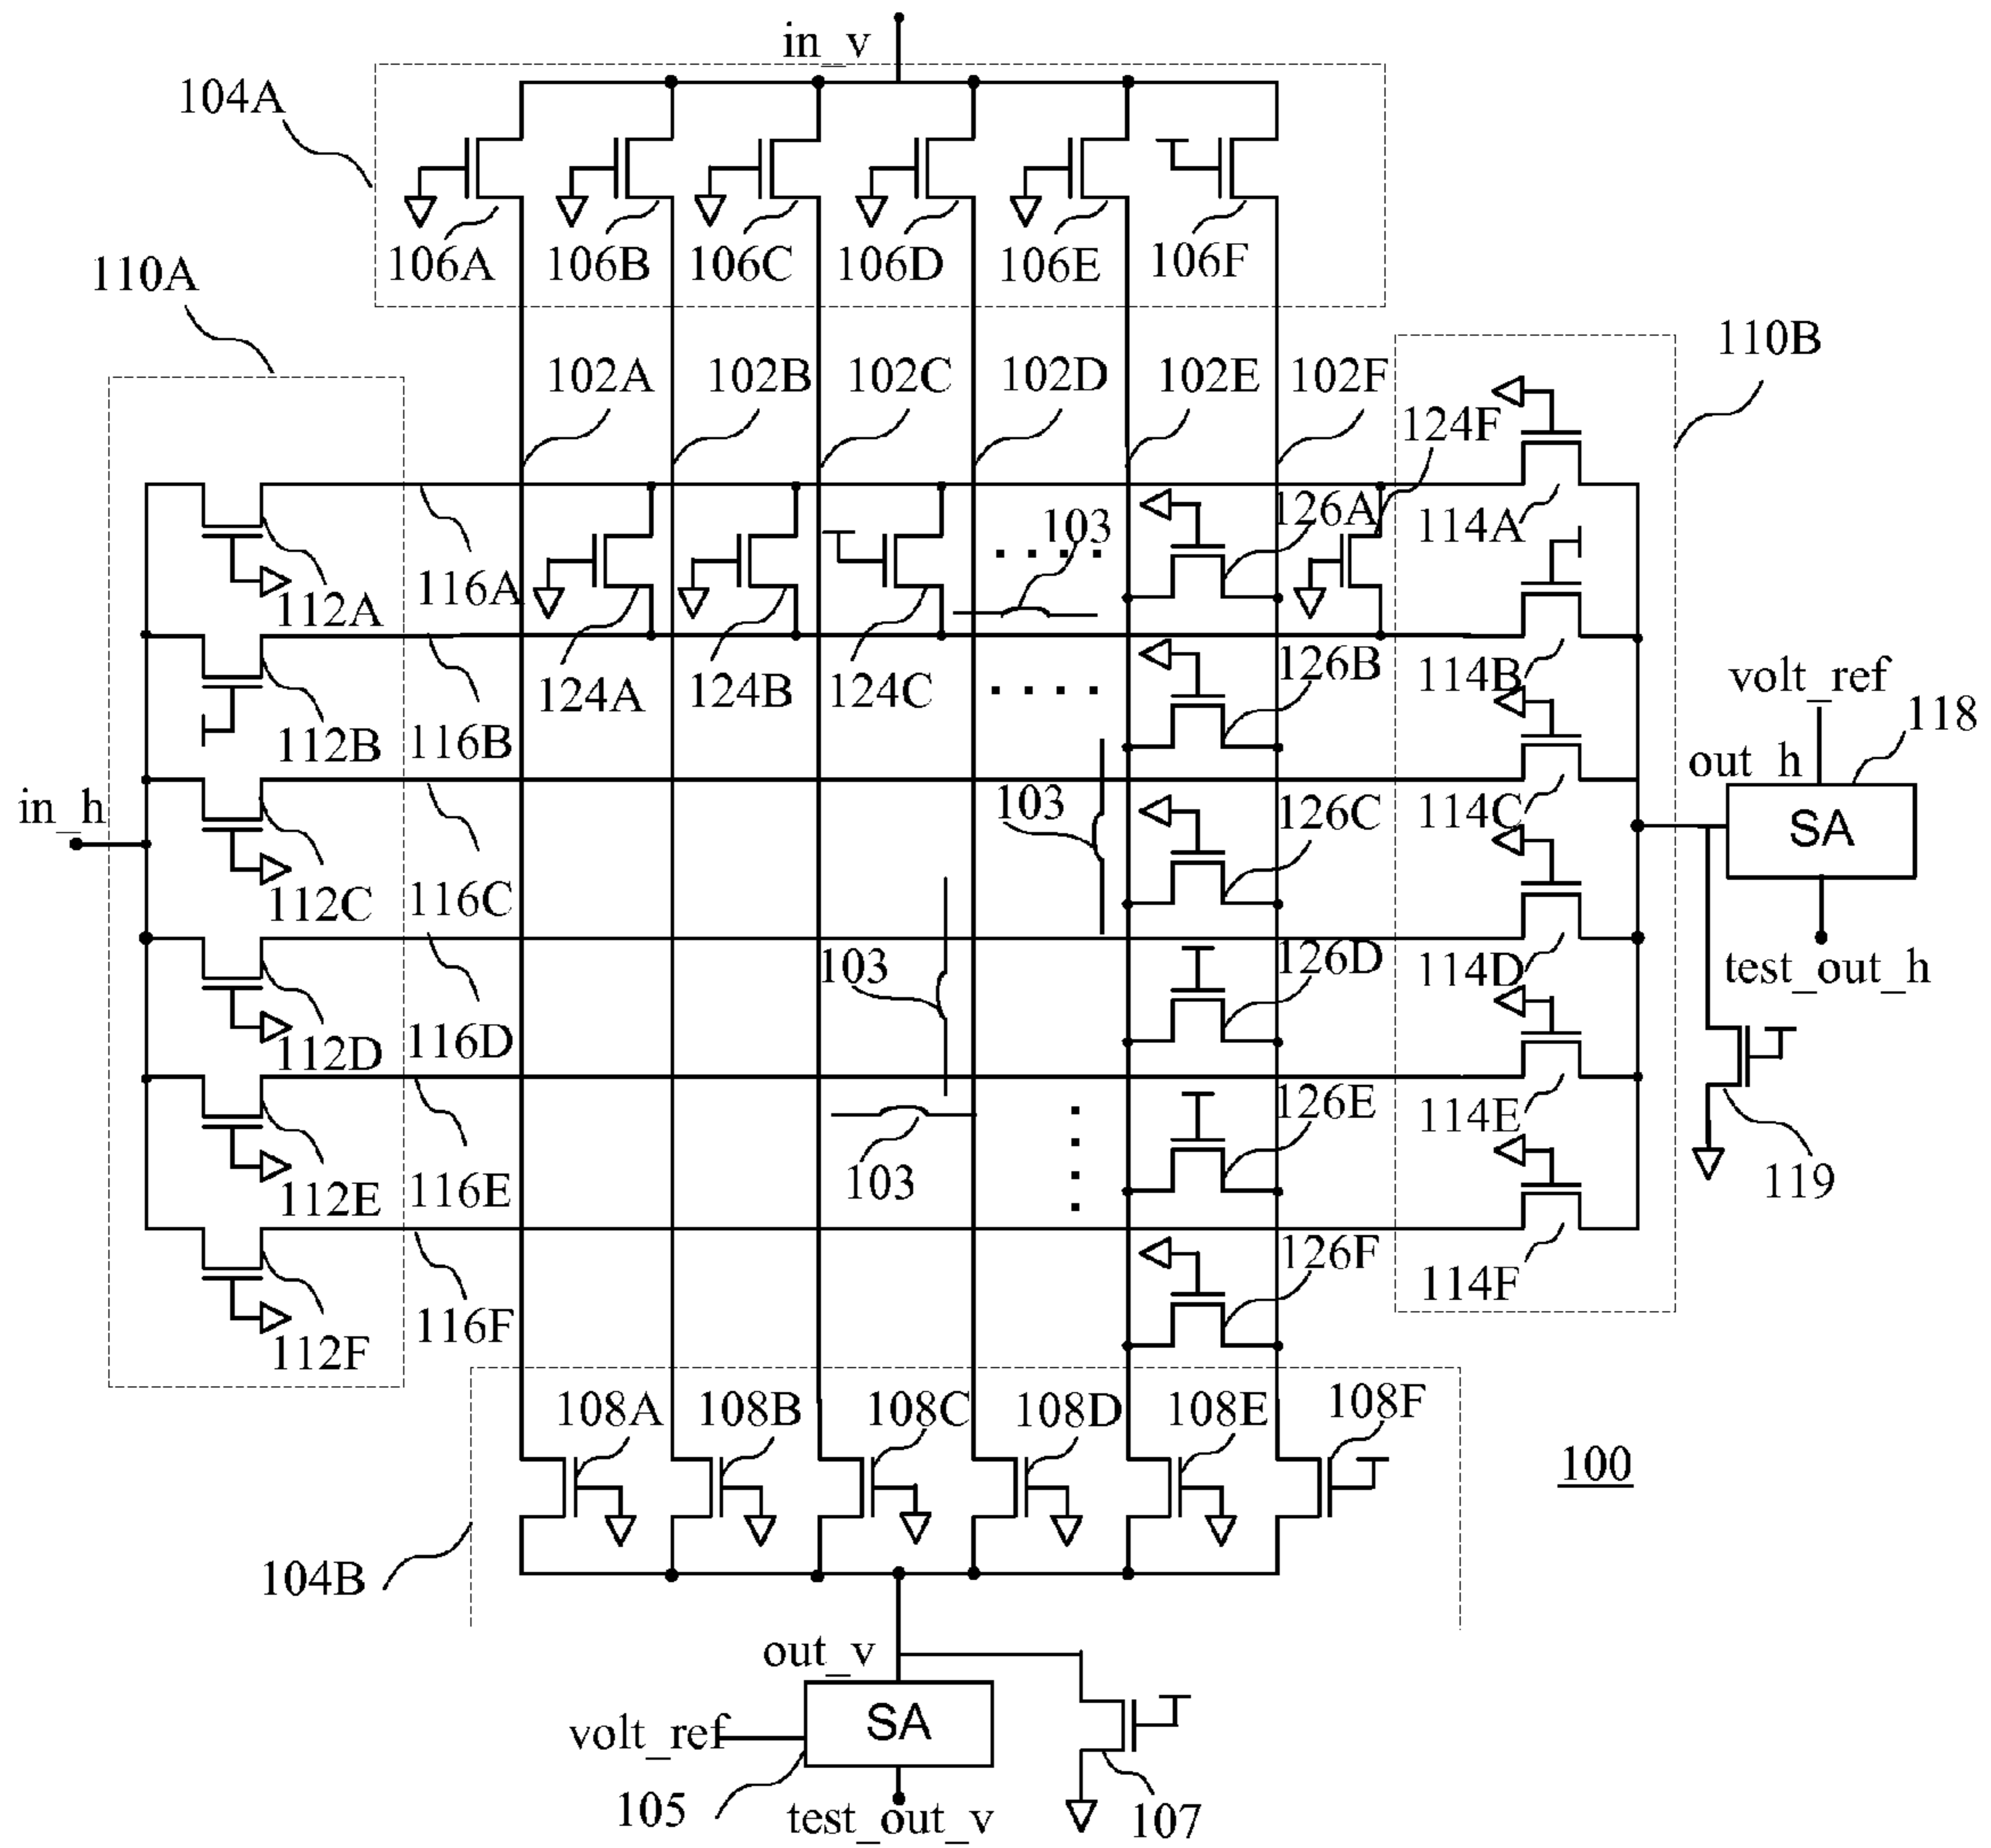 in_v
104A
106A 106B 106C 106D 106E 106F
110A
110B
102A 102B 102C 102D 102E 102F
124F
126A
103
114A
116A
112A
124A 124B 124C
126B
114B
volt_ref
118
116B
112B
out_h
in_h
103
126C
114C
SA
116C
112C
103
126D
114D
test_out_h
116D
112D
126E
114E
103
119
116E
112E
126F
114F
116F
112F
108A 108B 108C 108D 108E 108F
100
104B
out_v
SA
volt_ref
105
test_out_v
107